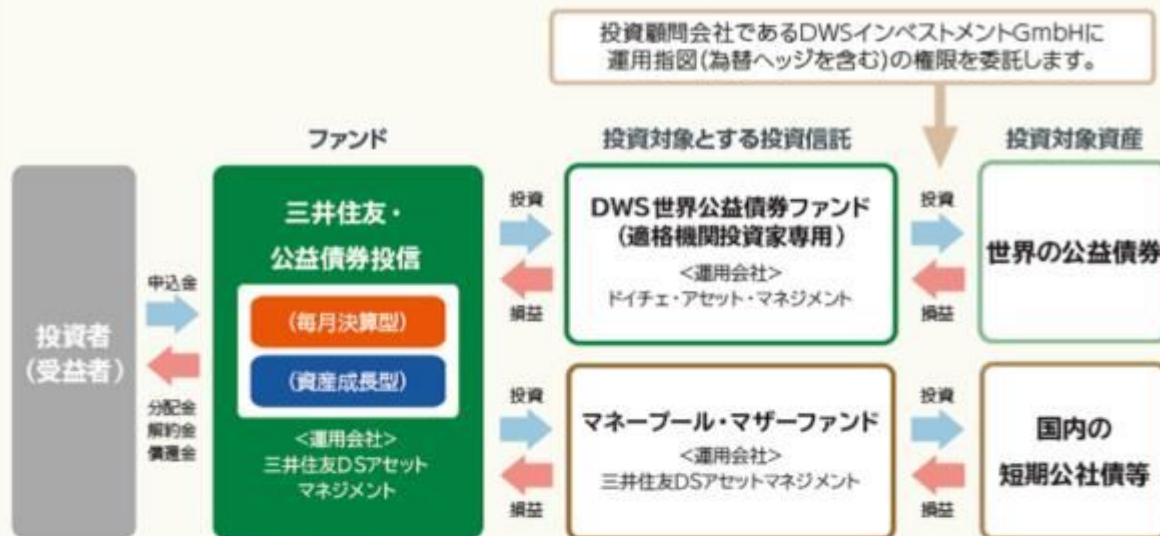 投資顧問会社であるDWSインベストメントGmbHに
運用指図(為替ヘッジを含む)の権限を委託します。
ファンド
投資対象とする投資信託
投資対象資産
投資者
(受益者)
申込金
分配金
解約金
償還金
三井住友・
公益債券投信
(毎月決算型)
(資産成長型)
<運用会社>
三井住友DSアセット
マネジメント
投資
損益
投資
損益
DWS世界公益債券ファンド
(適格機関投資家専用)
<運用会社>
ドイチェ・アセット・マネジメント
マネープール・マザーファンド
<運用会社>
三井住友DSアセットマネジメント
投資
損益
投資
損益
世界の公益債券
国内の
短期公社債等